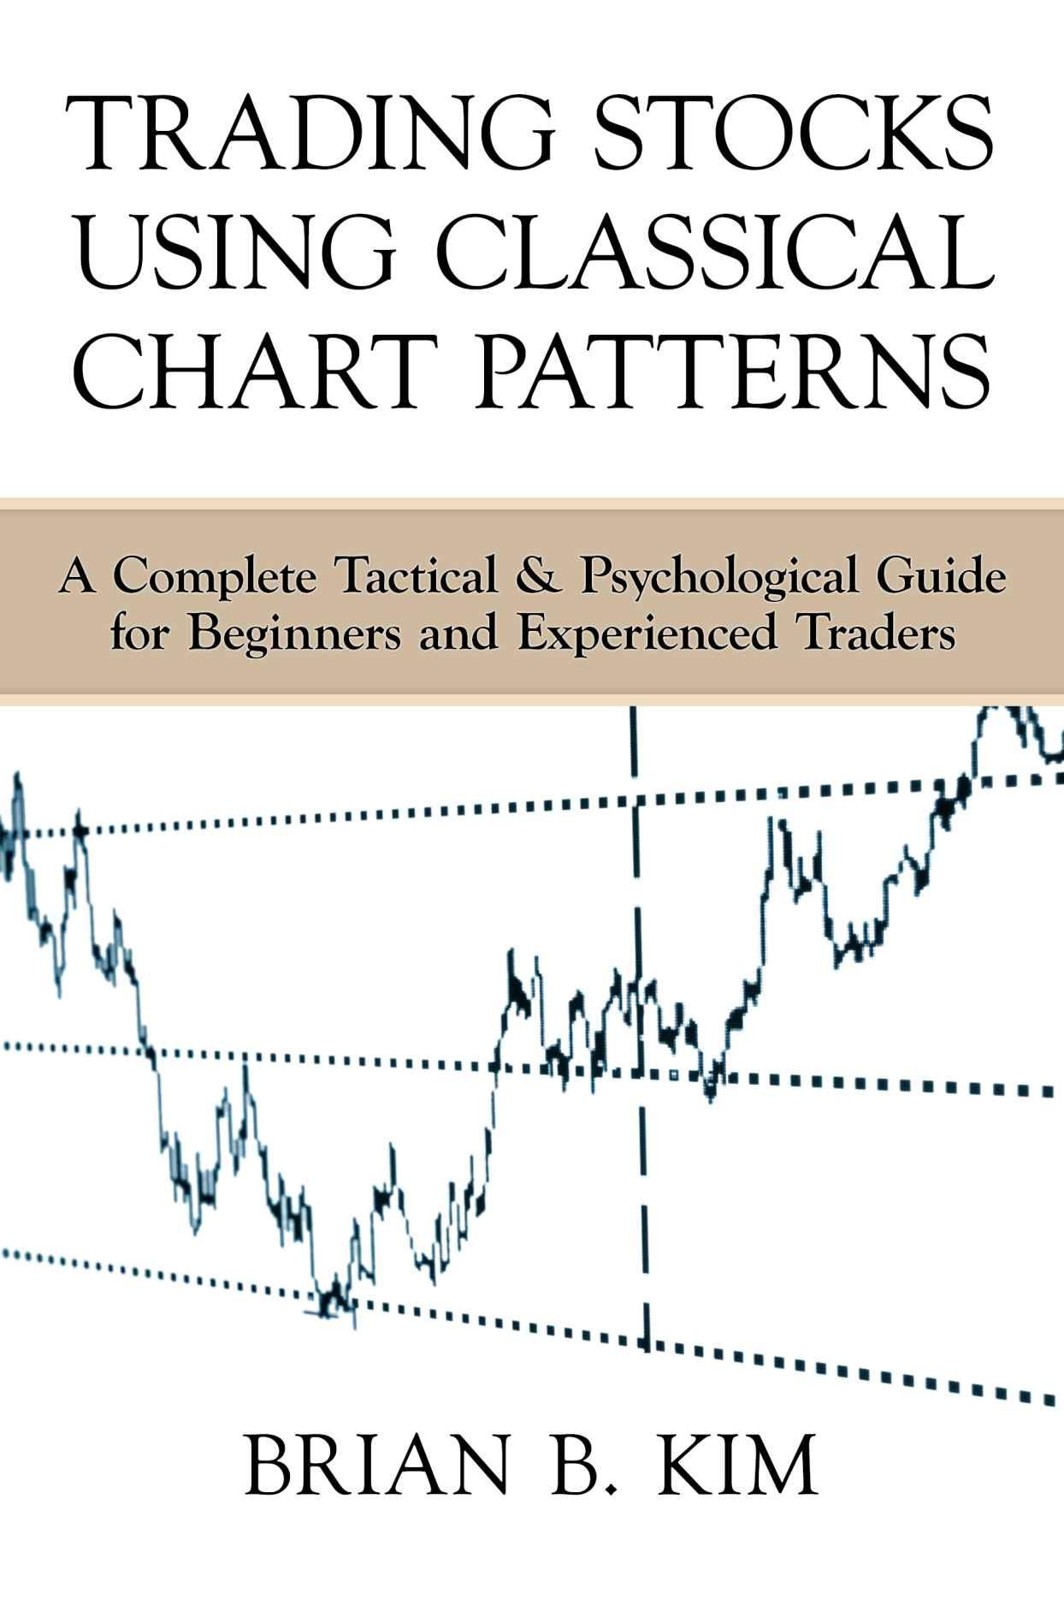 TRADING STOCKS
USING CLASSICAL
CHART PATTERNS
A Complete Tactical & Psychological Guide
for Beginners and Experienced Traders
BRIAN B. KIM